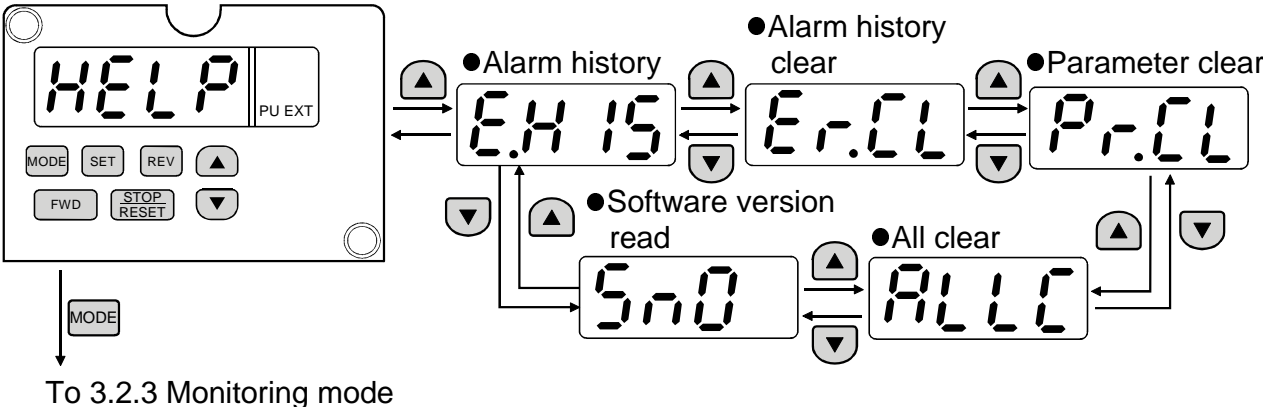 HELP
PU EXT
MODE SET REV
FWD STOP RESET
MODE
To 3.2.3 Monitoring mode
●Alarm history
E.HIS
●Alarm history
clear
Er.CL
●Parameter clear
Pr.CL
●Software version
read
Sn0
●All clear
ALLC